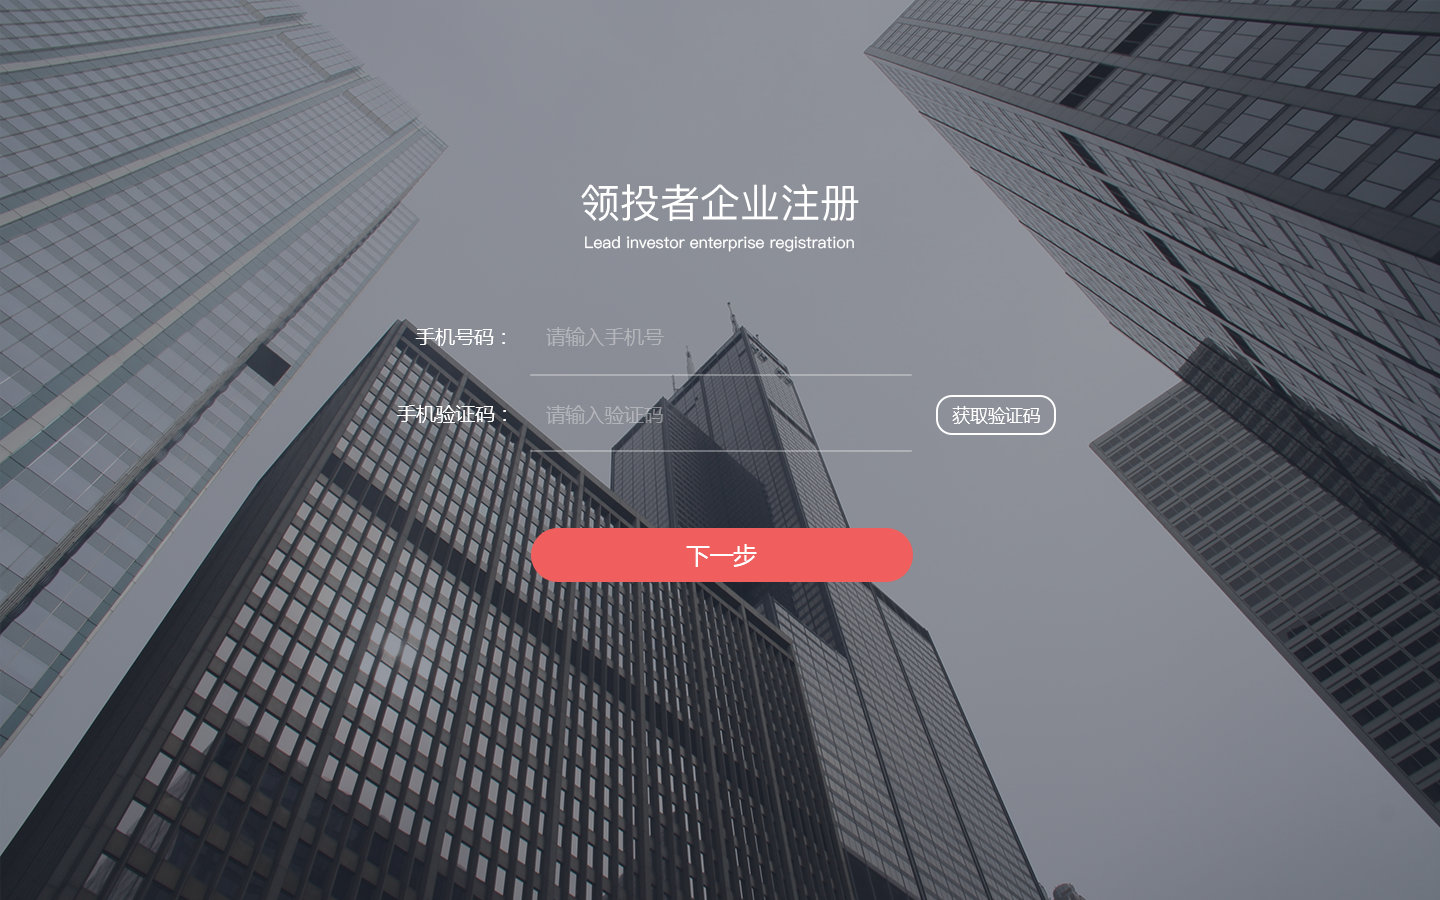 领投者企业注册
Lead investor enterprise registration
手机号码： 请输入手机号
手机验证码： 请输入验证码 获取验证码
下一步